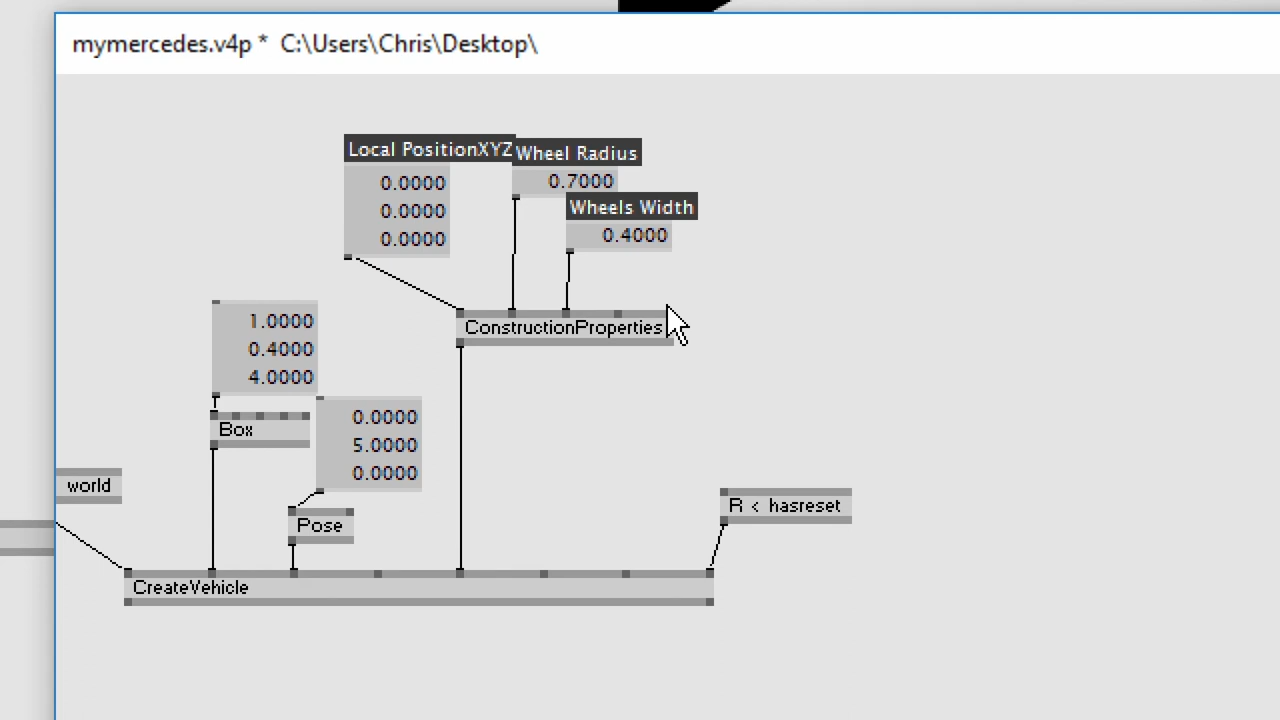 mymercedes.v4p * C:\Users\Chris\Desktop\
Local PositionXYZ
0.0000
0.0000
0.0000
Wheel Radius
0.7000
Wheels Width
0.4000
ConstructionProperties
1.0000
0.4000
4.0000
Box
0.0000
5.0000
0.0000
world
Pose
R < hasreset
CreateVehicle